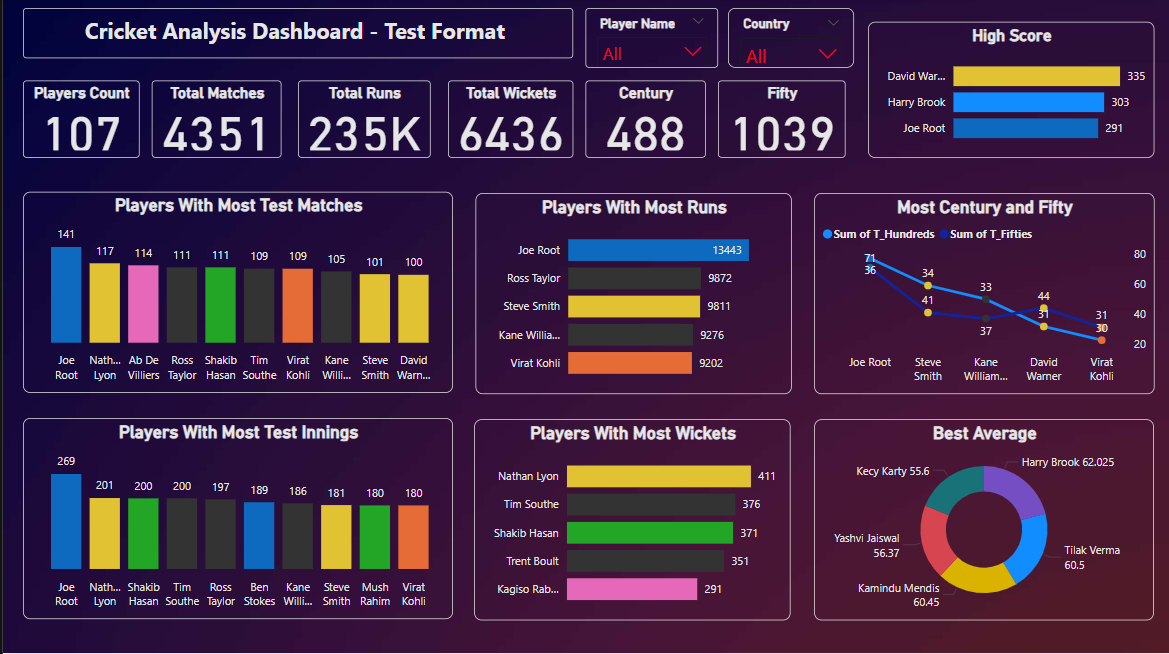 Cricket Analysis Dashboard - Test Format
Player Name
All
Country
All
Players Count
107
Total Matches
4351
Total Runs
235K
Total Wickets
6436
Century
488
Fifty
1039
High Score
David War... 335
Harry Brook 303
Joe Root 291
Players With Most Test Matches
141 117 114 111 111 109 109 105 101 100
Joe Nath... Ab De Ross Shakib Tim Virat Kane Steve David
Root Lyon Villiers Taylor Hasan Southe Kohli Willi... Smith Warn...
Players With Most Runs
Joe Root 13443
Ross Taylor 9872
Steve Smith 9811
Kane Willia... 9276
Virat Kohli 9202
Most Century and Fifty
Sum of T_Hundreds Sum of T_Fifties
80
60
40
20
71 34 33 44 31
36 41 37 31 30
Joe Root Steve Kane David Virat
Smith William... Warner Kohli
Players With Most Test Innings
269 201 200 200 197 189 186 181 180 180
Joe Nath... Shakib Tim Ross Ben Kane Steve Mush Virat
Root Lyon Hasan Southe Taylor Stokes Willi... Smith Rahim Kohli
Players With Most Wickets
Nathan Lyon 411
Tim Southe 376
Shakib Hasan 371
Trent Boult 351
Kagiso Rab... 291
Best Average
Harry Brook 62.025
Kecy Karty 55.6
Yashvi Jaiswal
56.37
Tilak Verma
60.5
Kamindu Mendis
60.45